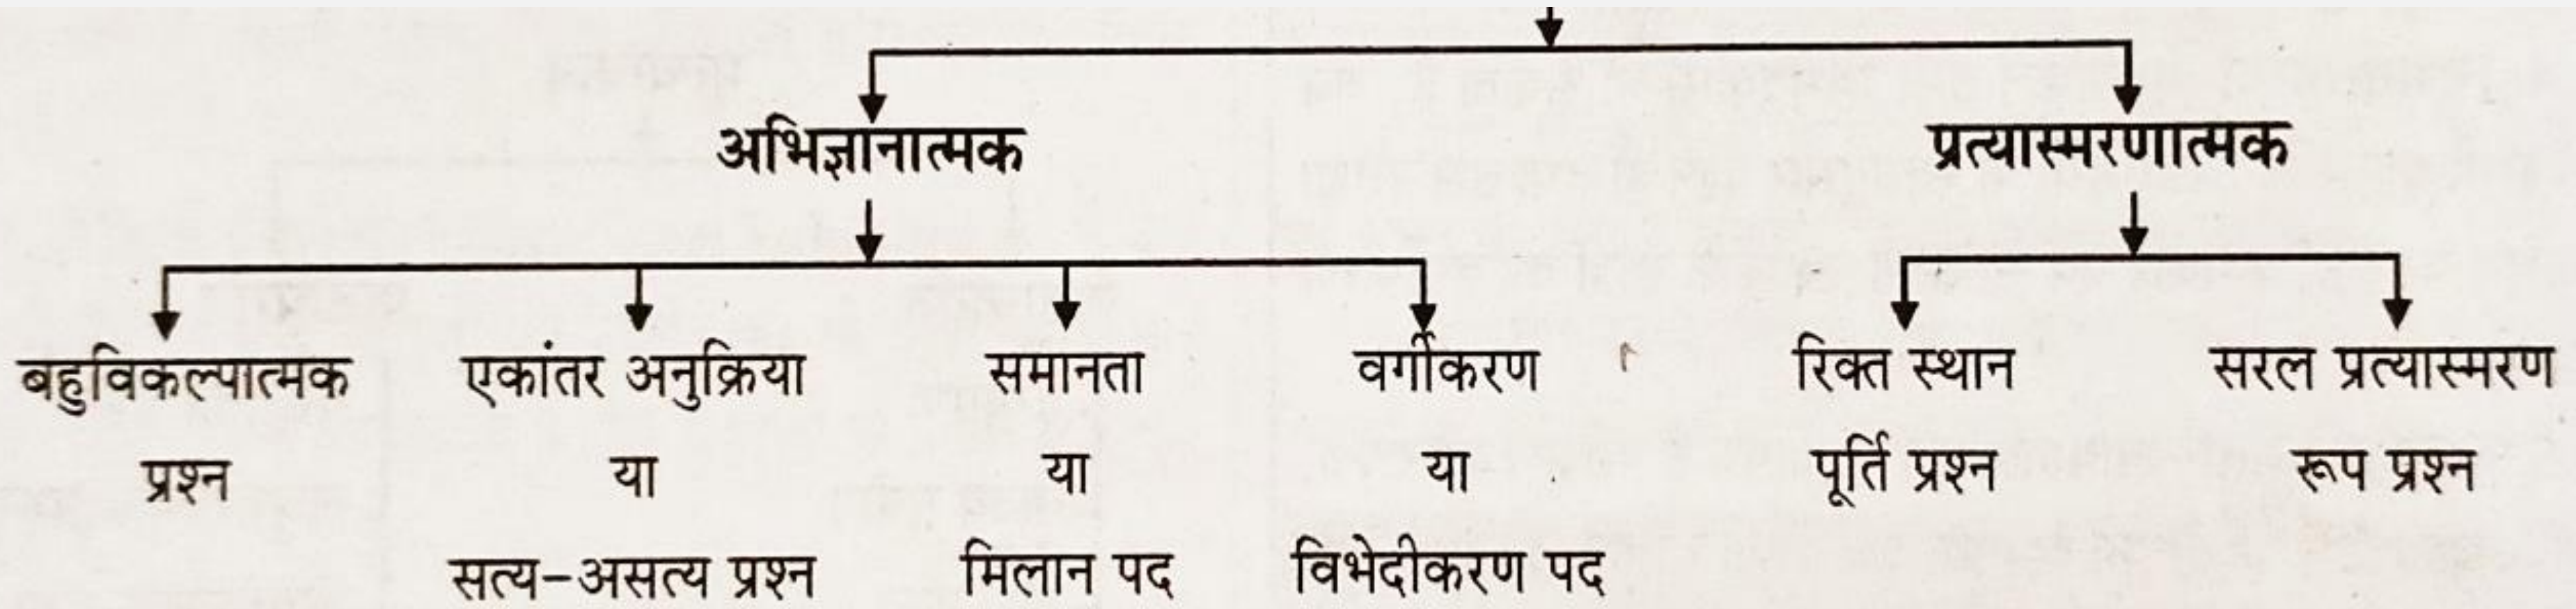 अभिज्ञानात्मक प्रत्यास्मरणात्मक
बहुविकल्पात्मक एकांतर अनुक्रिया समानता वर्गीकरण रिक्त स्थान सरल प्रत्यास्मरण
प्रश्न या या या पूर्ति प्रश्न रूप प्रश्न
सत्य-असत्य प्रश्न मिलान पद विभेदीकरण पद